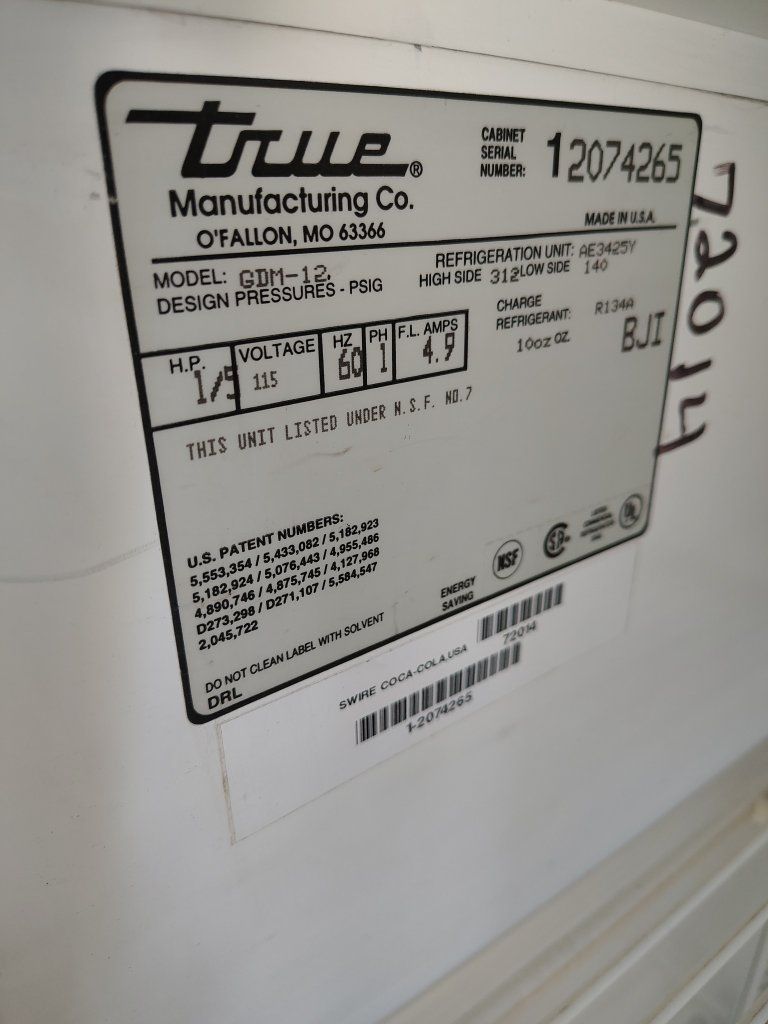 true®
Manufacturing Co.
O'FALLON, MO 63366
CABINET
SERIAL
NUMBER:
12074265
MADE IN U.S.A.
MODEL: GDM-12.
DESIGN PRESSURES - PSIG
REFRIGERATION UNIT: AE3425Y
HIGH SIDE 312 LOW SIDE 140
CHARGE
REFRIGERANT: R134A
10oz OZ.
BJI
H.P. VOLTAGE HZ PH F.L. AMPS
1/5 115 60 1 4.9
THIS UNIT LISTED UNDER N.S.F. NO.7
U.S. PATENT NUMBERS:
5,553,354 / 5,433,082 / 5,182,923
5,182,924 / 5,076,443 / 4,955,486
4,890,746 / 4,875,745 / 4,127,968
D273,298 / D271,107 / 5,584,547
2,045,722
DO NOT CLEAN LABEL WITH SOLVENT
DRL
ENERGY
SAVING
NSF
UL
72014
72014
SWIRE COCA-COLA,USA
1-2074265